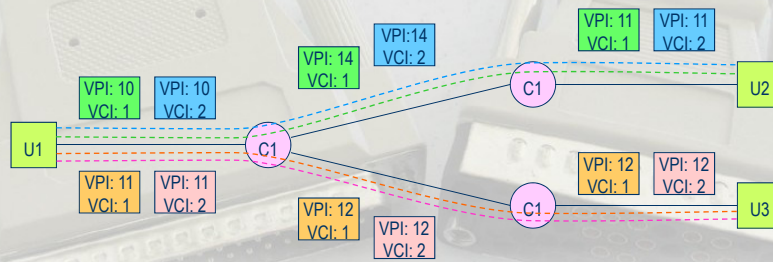 VPI: 10
VCI: 1
VPI: 10
VCI: 2
VPI: 14
VCI: 1
VPI:14
VCI: 2
VPI: 11
VCI: 1
VPI: 11
VCI: 2
U1
C1
C1
U2
VPI: 11
VCI: 1
VPI: 11
VCI: 2
VPI: 12
VCI: 1
VPI: 12
VCI: 2
C1
VPI: 12
VCI: 1
VPI: 12
VCI: 2
U3